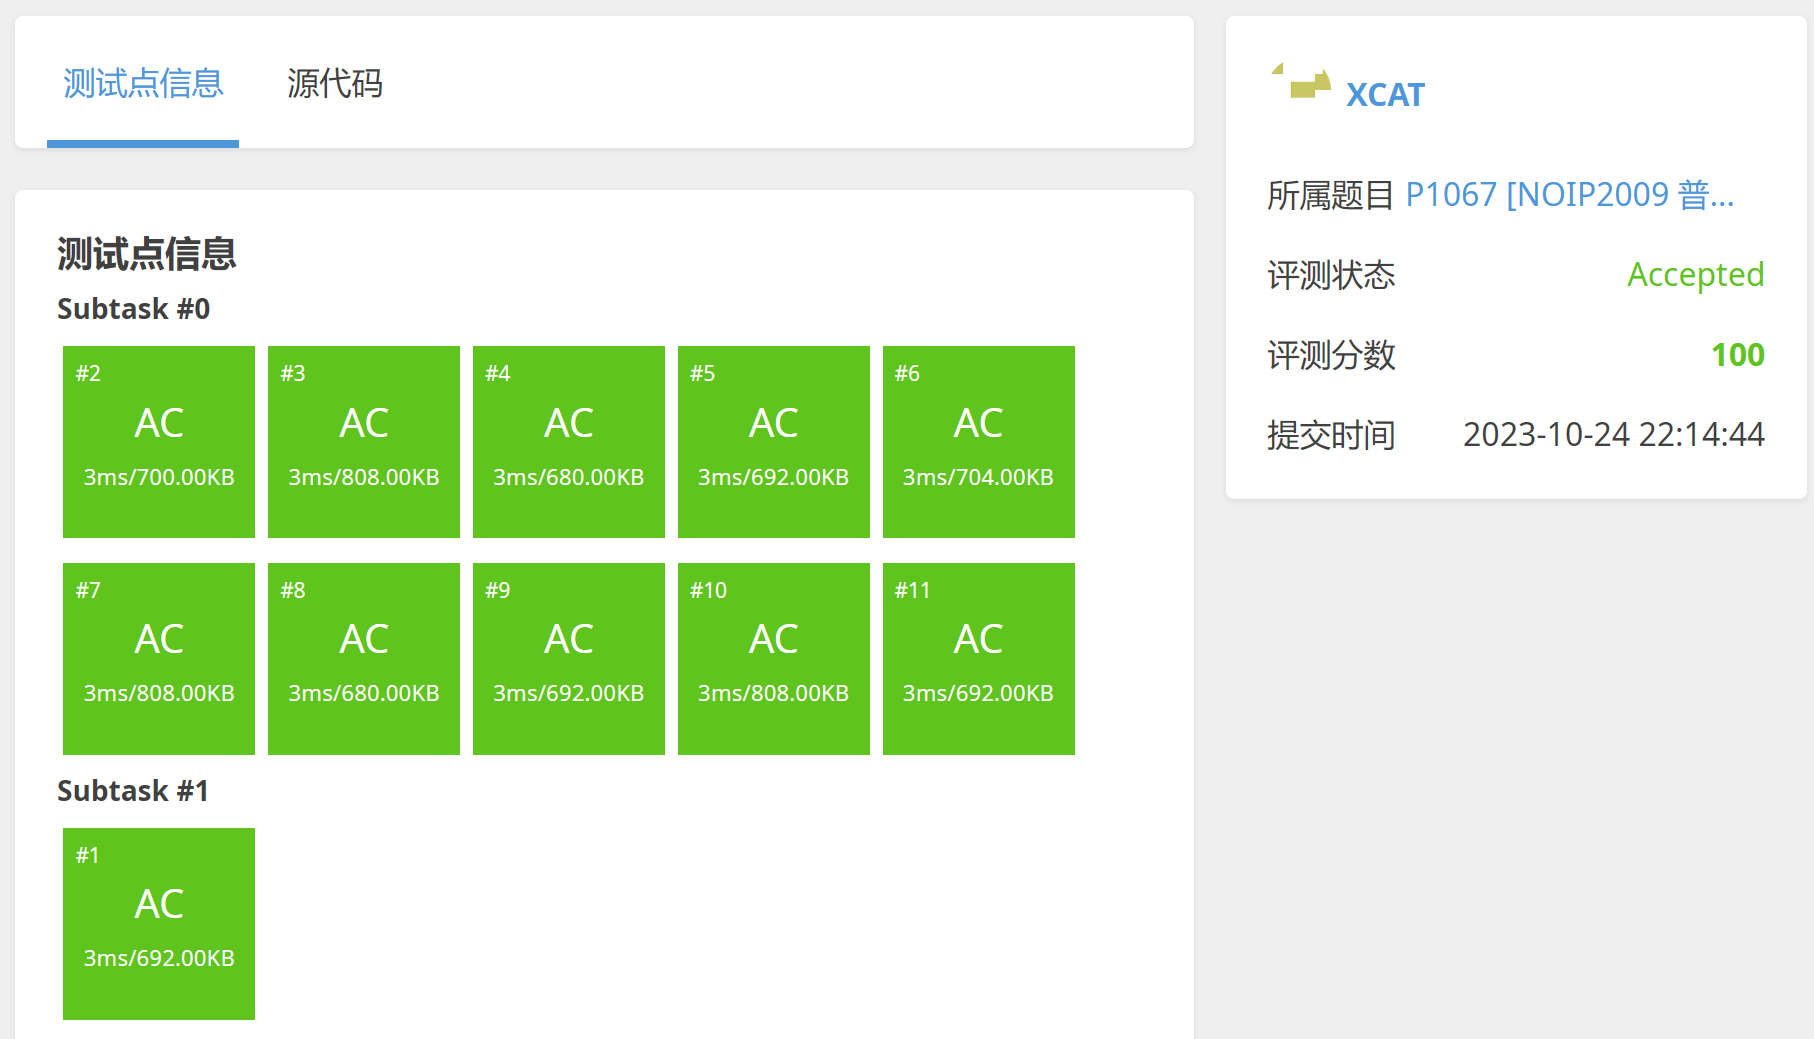 测试点信息 源代码
测试点信息
Subtask #0
#2 #3 #4 #5 #6
AC AC AC AC AC
3ms/700.00KB 3ms/808.00KB 3ms/680.00KB 3ms/692.00KB 3ms/704.00KB
#7 #8 #9 #10 #11
AC AC AC AC AC
3ms/808.00KB 3ms/680.00KB 3ms/692.00KB 3ms/808.00KB 3ms/692.00KB
Subtask #1
#1
AC
3ms/692.00KB
XCAT
所属题目 P1067 [NOIP2009 普...
评测状态 Accepted
评测分数 100
提交时间 2023-10-24 22:14:44